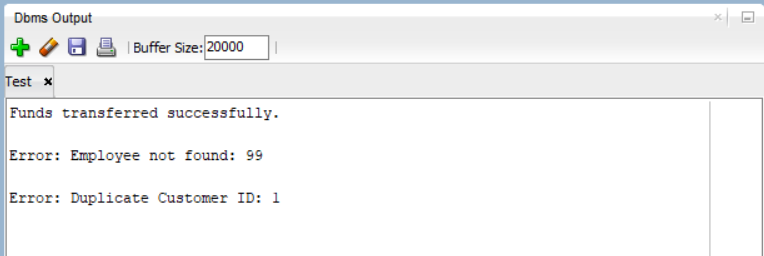 Dbms Output
Buffer Size: 20000
Test
Funds transferred successfully.
Error: Employee not found: 99
Error: Duplicate Customer ID: 1